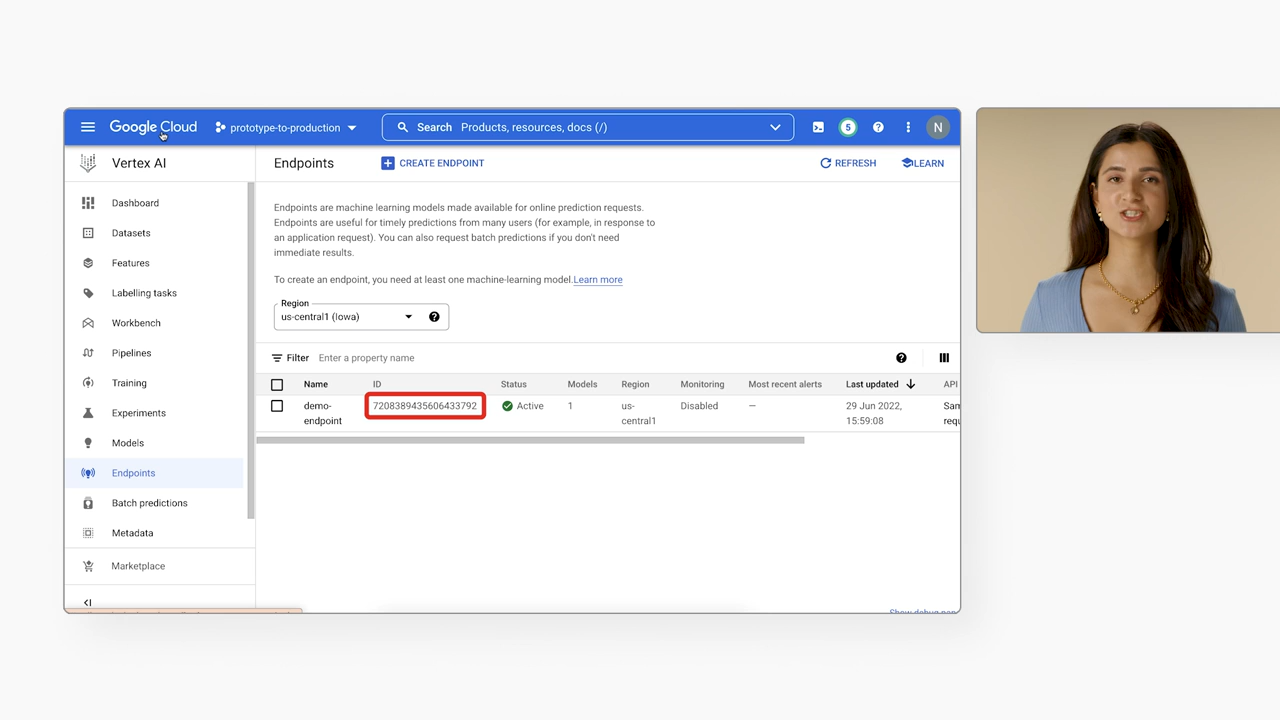 Google Cloud
prototype-to-production
Search Products, resources, docs (/)
5
N
Vertex AI
Endpoints
CREATE ENDPOINT
REFRESH
LEARN
Dashboard
Datasets
Features
Labelling tasks
Workbench
Pipelines
Training
Experiments
Models
Endpoints
Batch predictions
Metadata
Marketplace
Endpoints are machine learning models made available for online prediction requests.
Endpoints are useful for timely predictions from many users (for example, in response to
an application request). You can also request batch predictions if you don't need
immediate results.
To create an endpoint, you need at least one machine-learning model. Learn more
Region
us-central1 (Iowa)
Filter Enter a property name
Name ID Status Models Region Monitoring Most recent alerts Last updated API
demo- 7208389435606433792 Active 1 us- Disabled — 29 Jun 2022, Sam
endpoint central1 15:59:08 requ